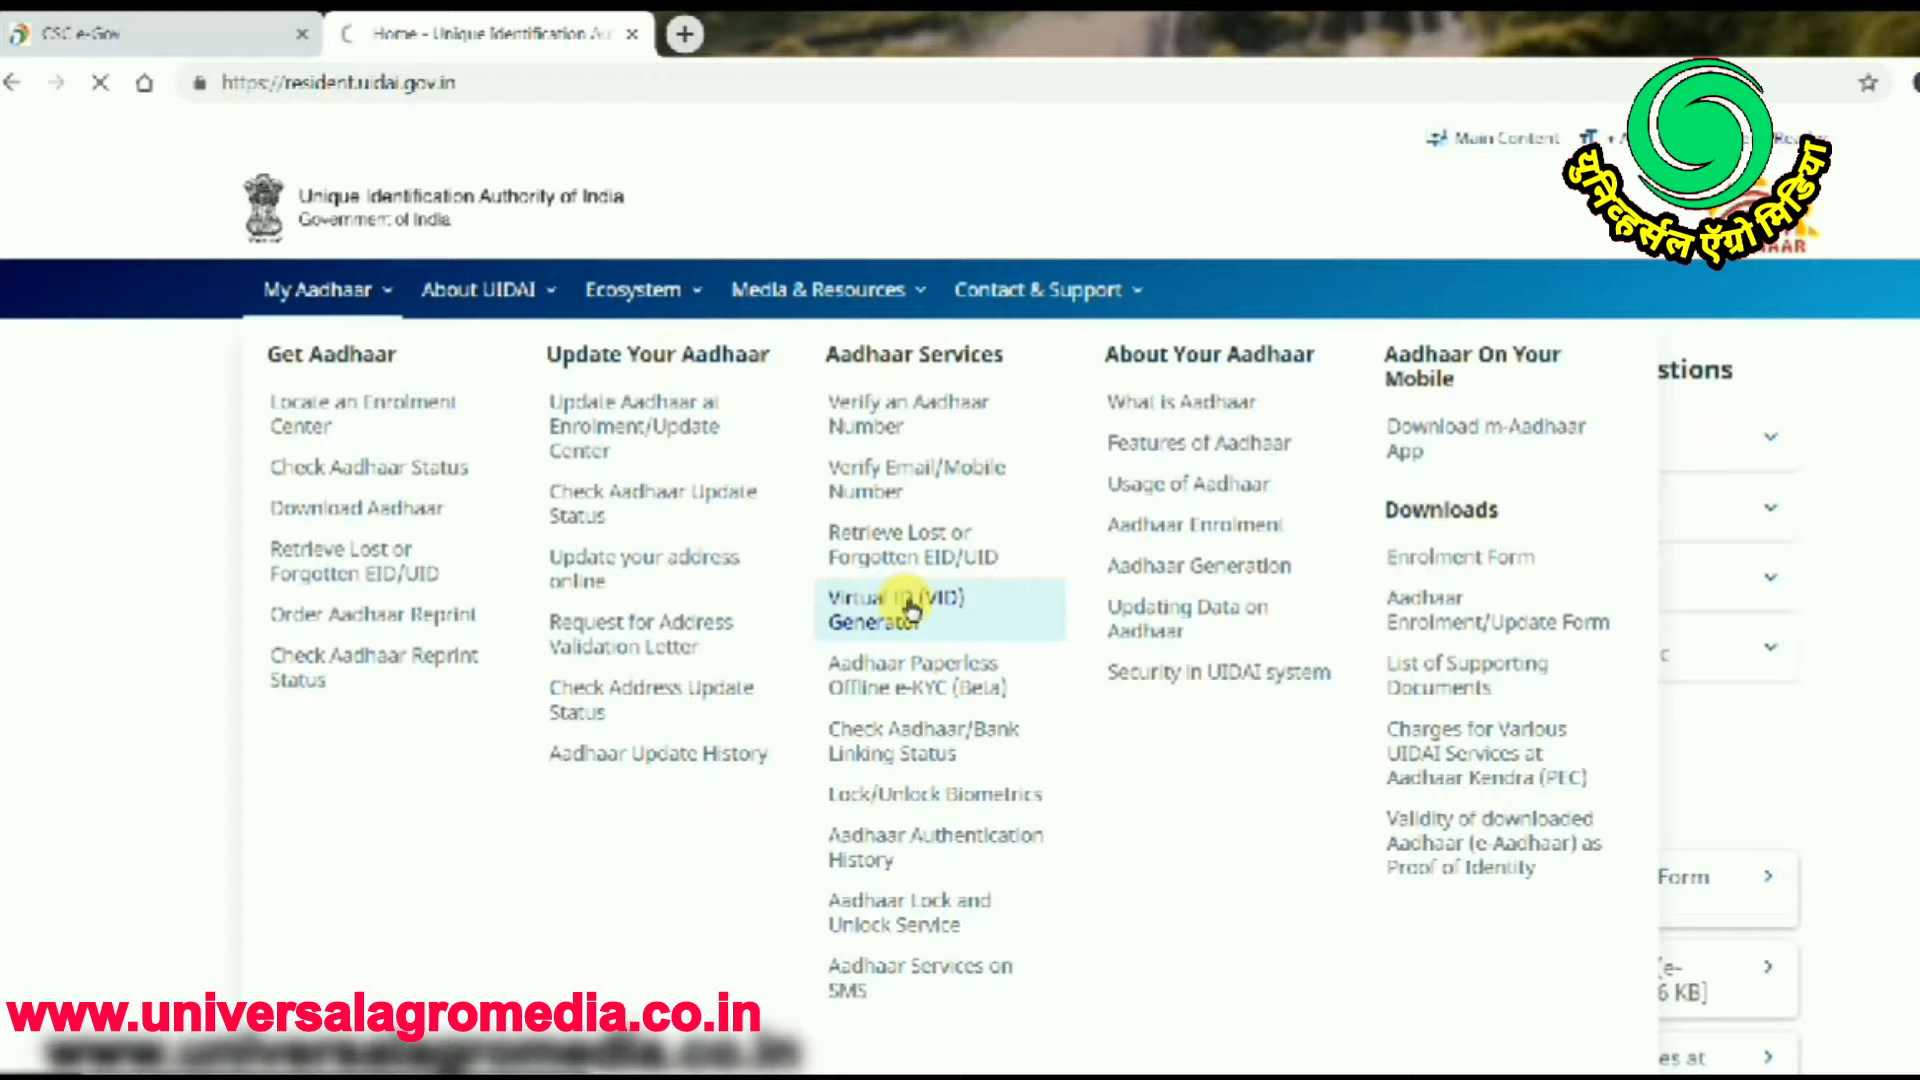 CSC e-Gov
Home - Unique Identification Au
https://resident.uidai.gov.in
Main Content
युनिव्हर्सल ऍग्रो मिडिया
Unique Identification Authority of India
Government of India
My Aadhaar
About UIDAI
Ecosystem
Media & Resources
Contact & Support
Get Aadhaar
Locate an Enrolment
Center
Check Aadhaar Status
Download Aadhaar
Retrieve Lost or
Forgotten EID/UID
Order Aadhaar Reprint
Check Aadhaar Reprint
Status
Update Your Aadhaar
Update Aadhaar at
Enrolment/Update
Center
Check Aadhaar Update
Status
Update your address
online
Request for Address
Validation Letter
Check Address Update
Status
Aadhaar Update History
Aadhaar Services
Verify an Aadhaar
Number
Verify Email/Mobile
Number
Retrieve Lost or
Forgotten EID/UID
Virtual ID (VID)
Generator
Aadhaar Paperless
Offline e-KYC (Beta)
Check Aadhaar/Bank
Linking Status
Lock/Unlock Biometrics
Aadhaar Authentication
History
Aadhaar Lock and
Unlock Service
Aadhaar Services on
SMS
About Your Aadhaar
What is Aadhaar
Features of Aadhaar
Usage of Aadhaar
Aadhaar Enrolment
Aadhaar Generation
Updating Data on
Aadhaar
Security in UIDAI system
Aadhaar On Your
Mobile
Download m-Aadhaar
App
Downloads
Enrolment Form
Aadhaar
Enrolment/Update Form
List of Supporting
Documents
Charges for Various
UIDAI Services at
Aadhaar Kendra (PEC)
Validity of downloaded
Aadhaar (e-Aadhaar) as
Proof of Identity
stions
c
Form
[e-
6 KB]
es at
www.universalagromedia.co.in
www.universalagromedia.co.in